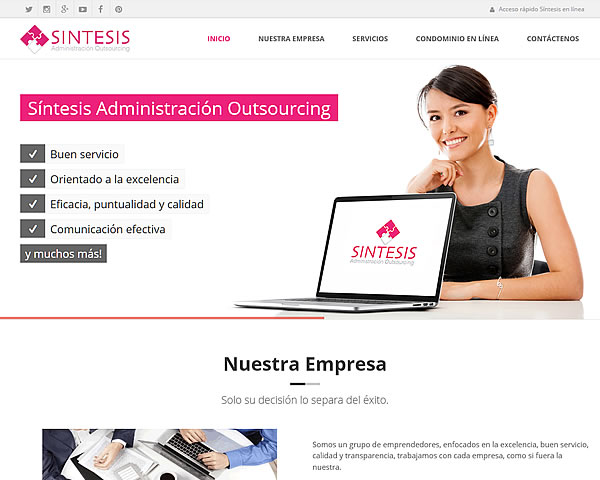 Acceso rápido Síntesis en línea
SINTESIS
Administración Outsourcing
INICIO NUESTRA EMPRESA SERVICIOS CONDOMINIO EN LÍNEA CONTÁCTENOS
Síntesis Administración Outsourcing
Buen servicio
Orientado a la excelencia
Eficacia, puntualidad y calidad
Comunicación efectiva
y muchos más!
SINTESIS
Administración Outsourcing
Nuestra Empresa
Solo su decisión lo separa del éxito.
Somos un grupo de emprendedores, enfocados en la excelencia, buen servicio,
calidad y transparencia, trabajamos con cada empresa, como si fuera la
nuestra.